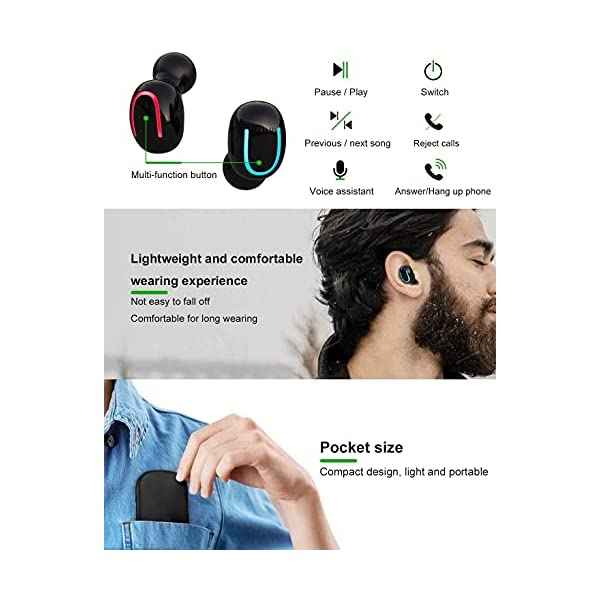 Pause / Play
Switch
Previous / next song
Reject calls
Multi-function button
Voice assistant
Answer/Hang up phone
Lightweight and comfortable
wearing experience
Not easy to fall off
Comfortable for long wearing
Pocket size
Compact design, light and portable